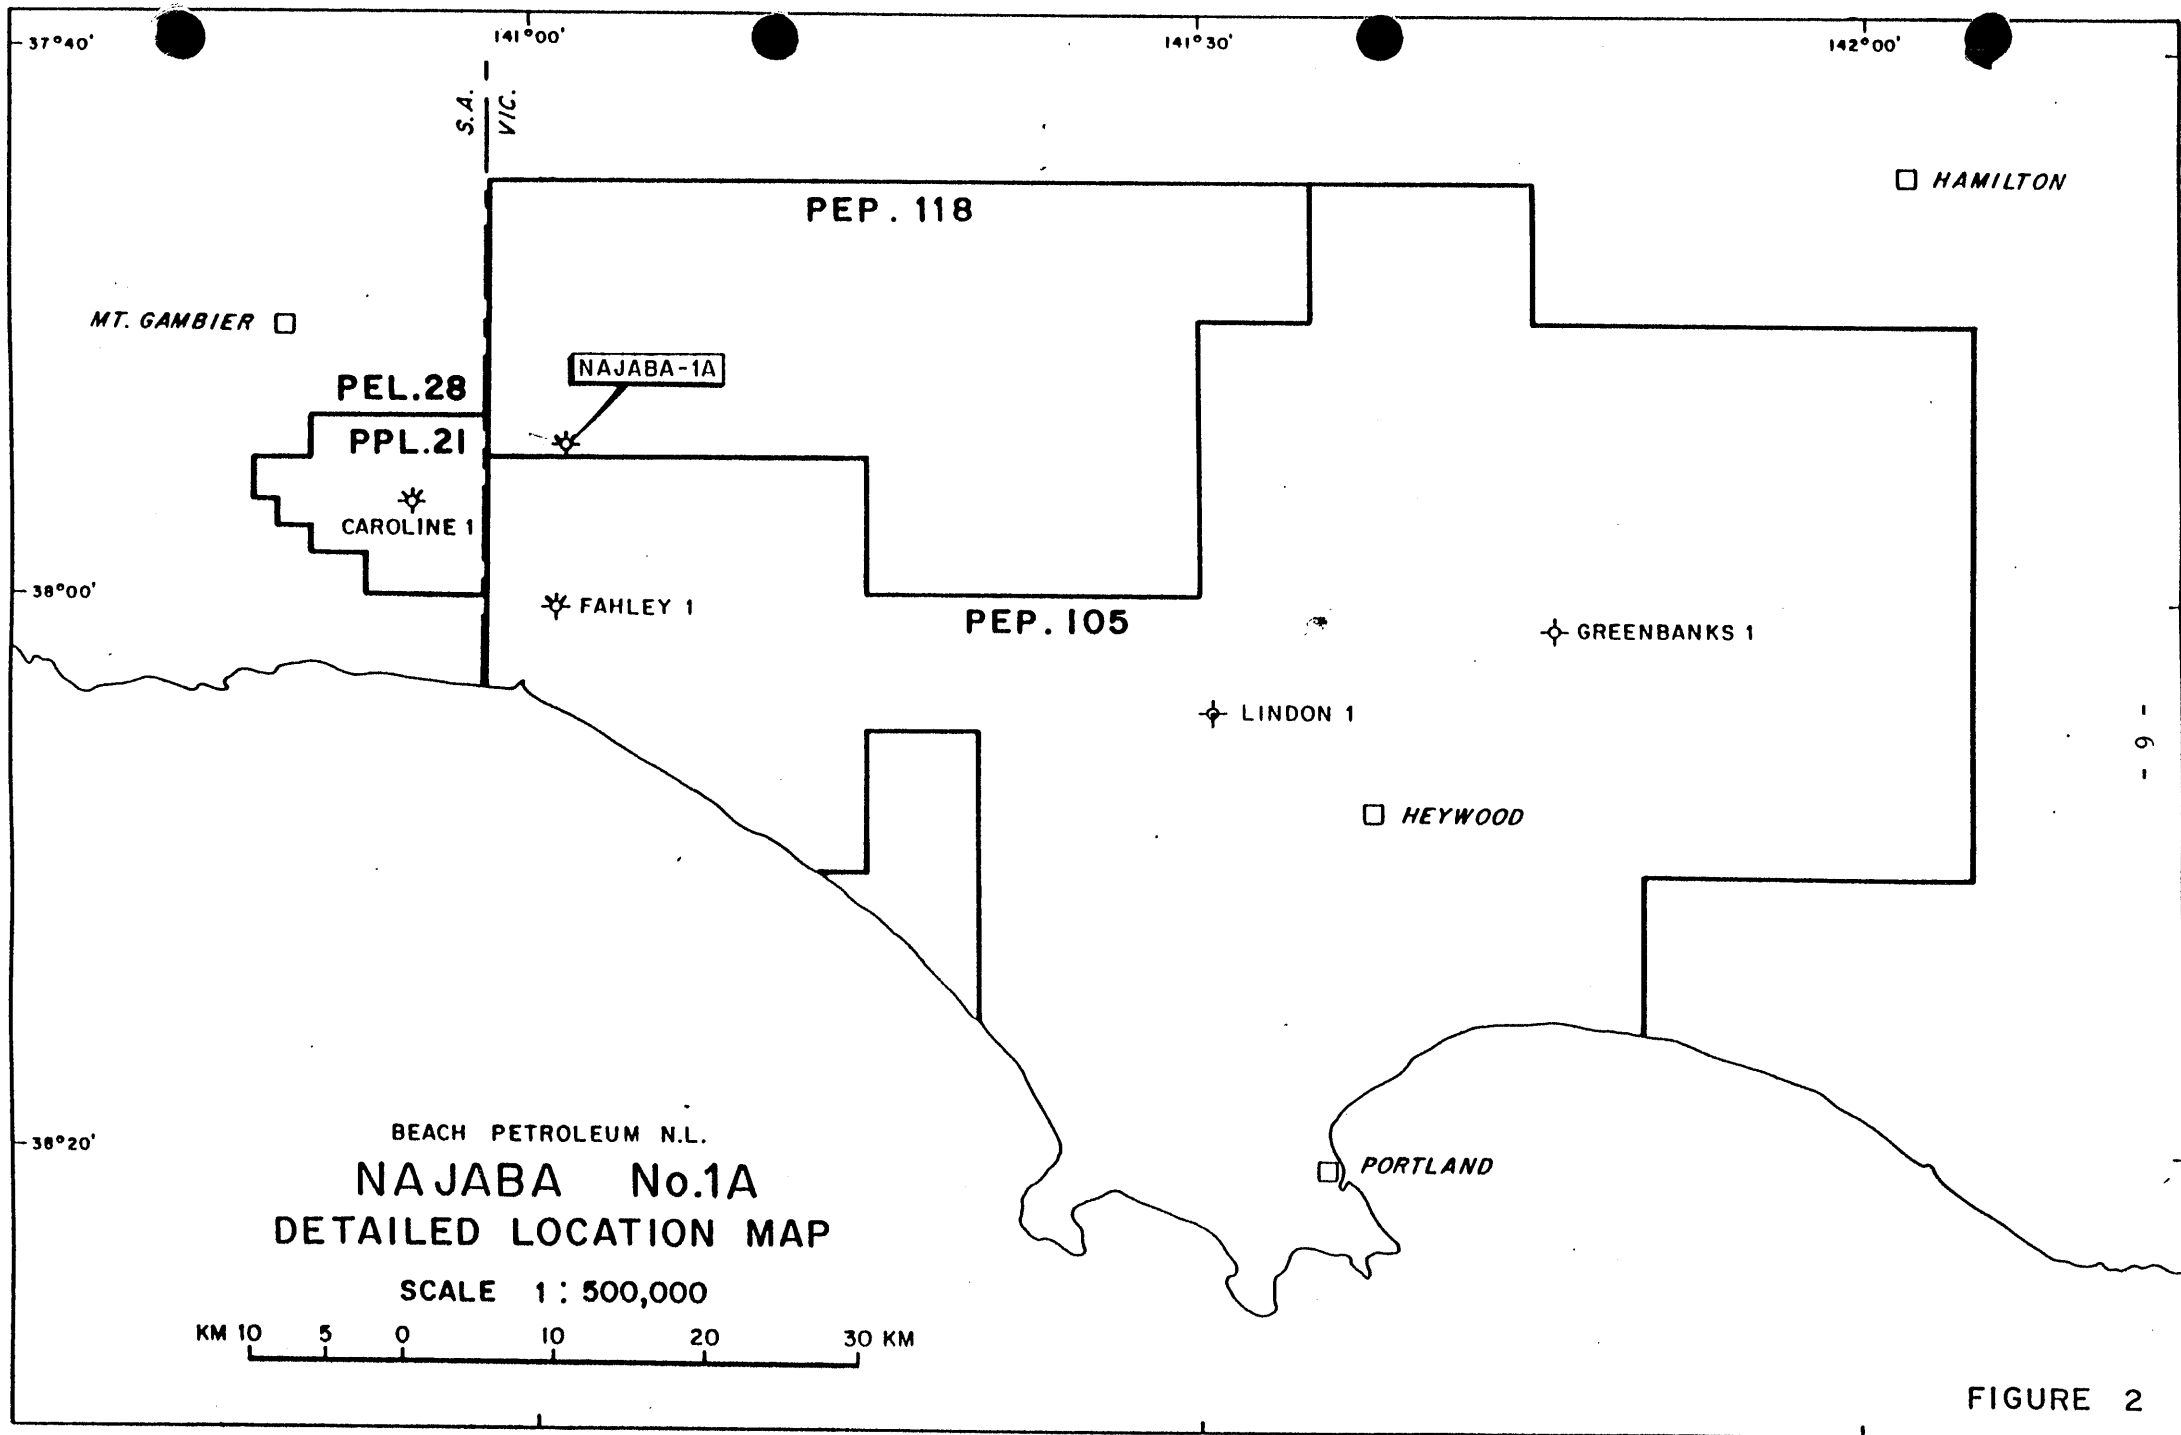 37°40'
141°00'
141°30'
142°00'
S.A.
VIC.
HAMILTON
PEP. 118
MT. GAMBIER
NAJABA-1A
PEL.28
PPL.21
CAROLINE 1
38°00'
FAHLEY 1
PEP. 105
GREENBANKS 1
LINDON 1
- 9 -
HEYWOOD
38°20'
BEACH PETROLEUM N.L.
PORTLAND
NAJABA No.1A
DETAILED LOCATION MAP
SCALE 1 : 500,000
KM 10 5 0 10 20 30 KM
FIGURE 2